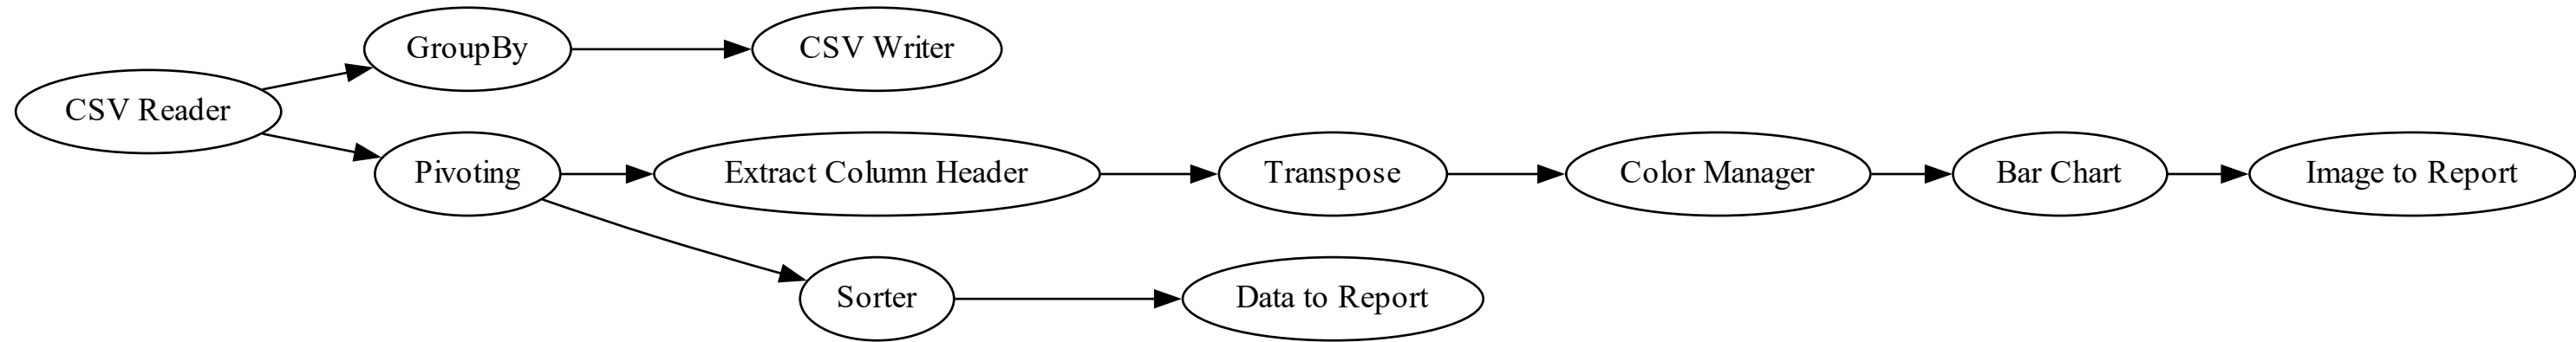 GroupBy
CSV Writer
CSV Reader
Pivoting
Extract Column Header
Transpose
Color Manager
Bar Chart
Image to Report
Sorter
Data to Report